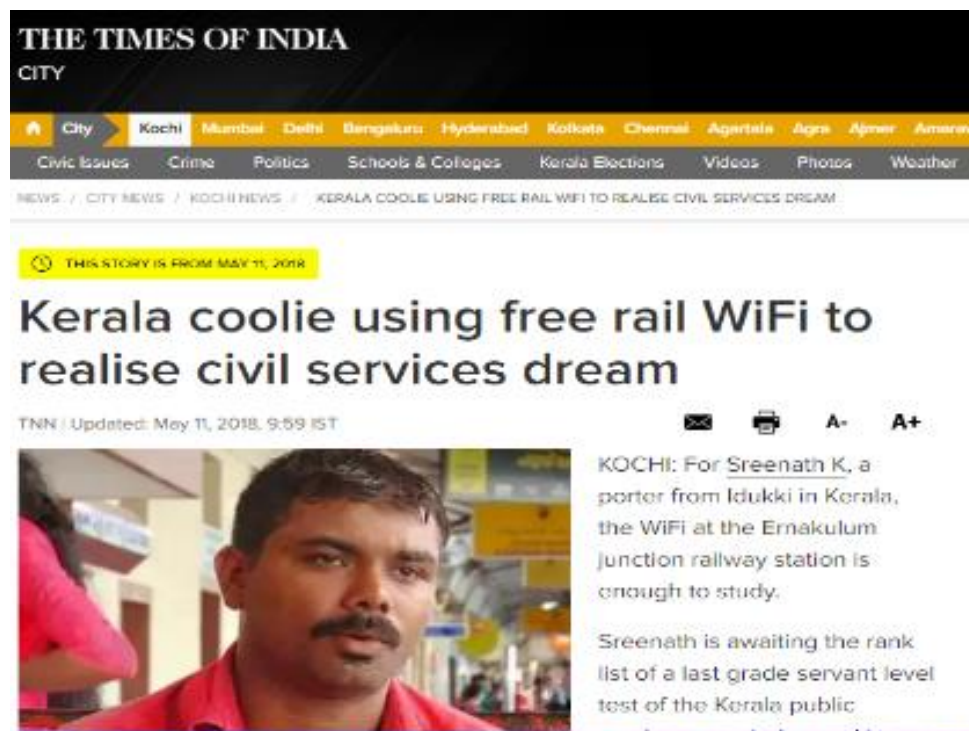 THE TIMES OF INDIA
CITY
City Kochi Mumbai Delhi Bengaluru Hyderabad Kolkata Chennai Agartala Agra Ajmer
Civic Issues Crime Politics Schools & Colleges Kerala Elections Videos Photos Weather
NEWS / CITY NEWS / KOCHI NEWS / KERALA COOLIE USING FREE RAIL WIFI TO REALISE CIVIL SERVICES DREAM
THIS STORY IS FROM MAY 11, 2018
Kerala coolie using free rail WiFi to
realise civil services dream
TNN | Updated: May 11, 2018, 9:59 IST
A- A+
KOCHI: For Sreenath K, a
porter from Idukki in Kerala,
the WiFi at the Ernakulum
junction railway station is
enough to study.
Sreenath is awaiting the rank
list of a last grade servant level
test of the Kerala public